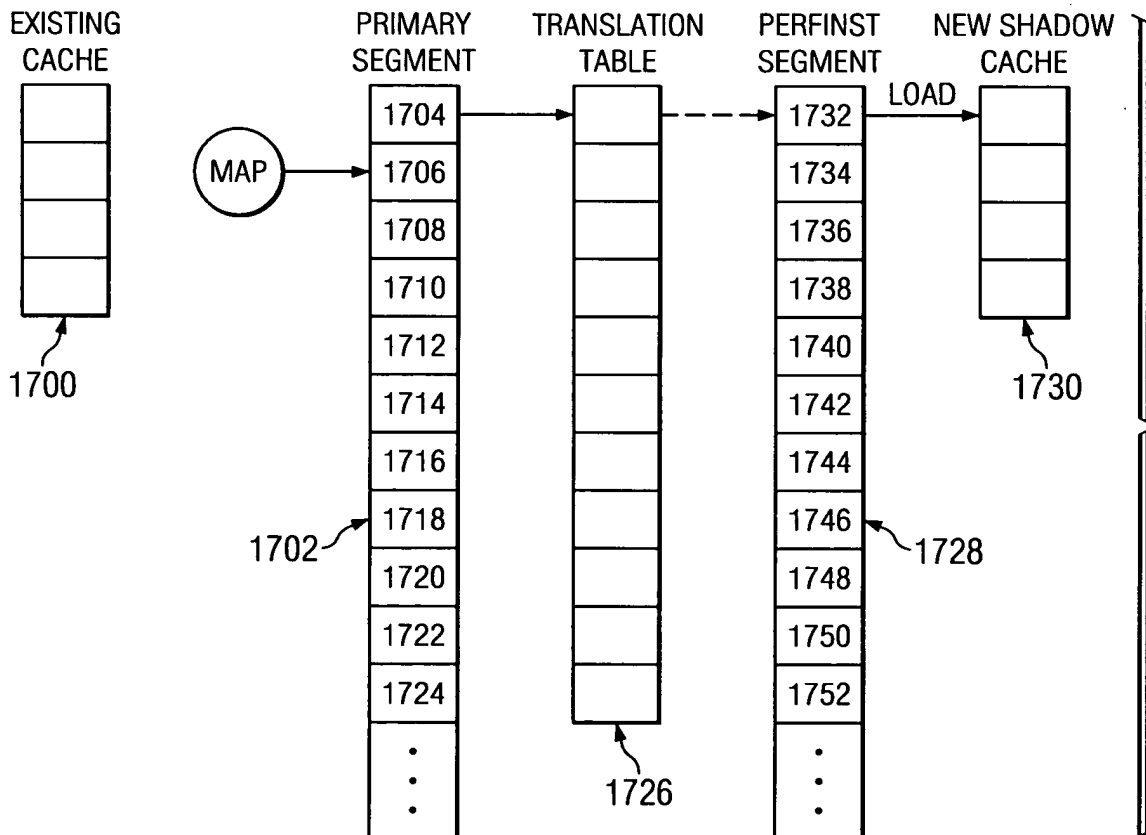 EXISTING
CACHE
PRIMARY
SEGMENT
TRANSLATION
TABLE
PERFINST
SEGMENT
NEW SHADOW
CACHE
MAP
LOAD
1704
1706
1708
1710
1712
1714
1716
1718
1720
1722
1724
1732
1734
1736
1738
1740
1742
1744
1746
1748
1750
1752
1700
1702
1726
1728
1730